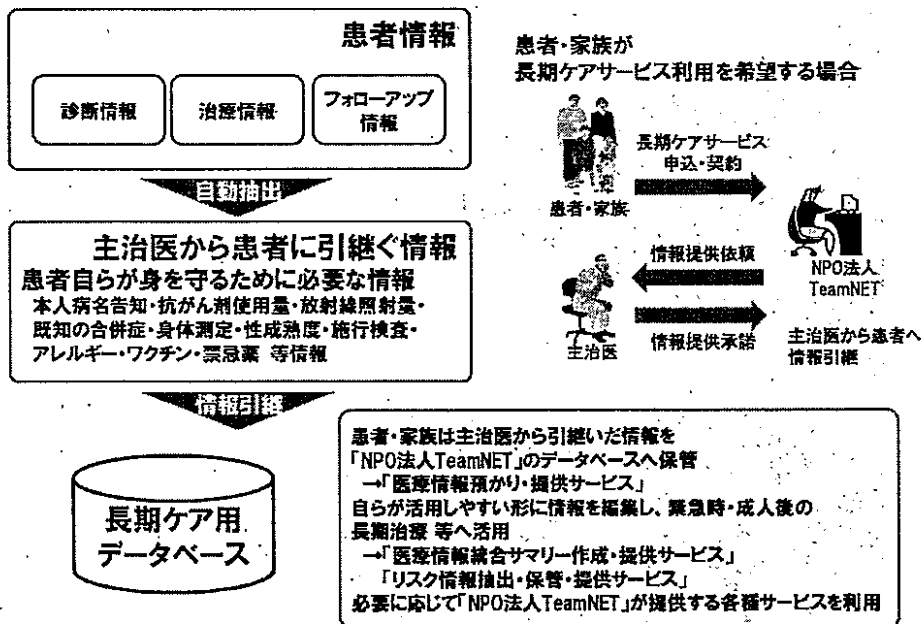 患者情報
診断情報
治療情報
フォローアップ
情報
自動抽出
主治医から患者に引継ぐ情報
患者自らが身を守るために必要な情報
本人病名告知・抗がん剤使用量・放射線照射量・
既知の合併症・身体測定・性成熟度・施行検査・
アレルギー・ワクチン・禁忌薬 等情報
情報引継
長期ケア用
データベース
患者・家族が
長期ケアサービス利用を希望する場合
長期ケアサービス
申込・契約
患者・家族
NPO法人
TeamNET
情報提供依頼
主治医
情報提供承諾
主治医から患者へ
情報引継
患者・家族は主治医から引継いだ情報を
「NPO法人TeamNET」のデータベースへ保管
→「医療情報預かり・提供サービス」
自らが活用しやすい形に情報を編集し、緊急時・成人後の
長期治療 等へ活用
→「医療情報統合サマリー作成・提供サービス」
「リスク情報抽出・保管・提供サービス」
必要に応じて「NPO法人TeamNET」が提供する各種サービスを利用